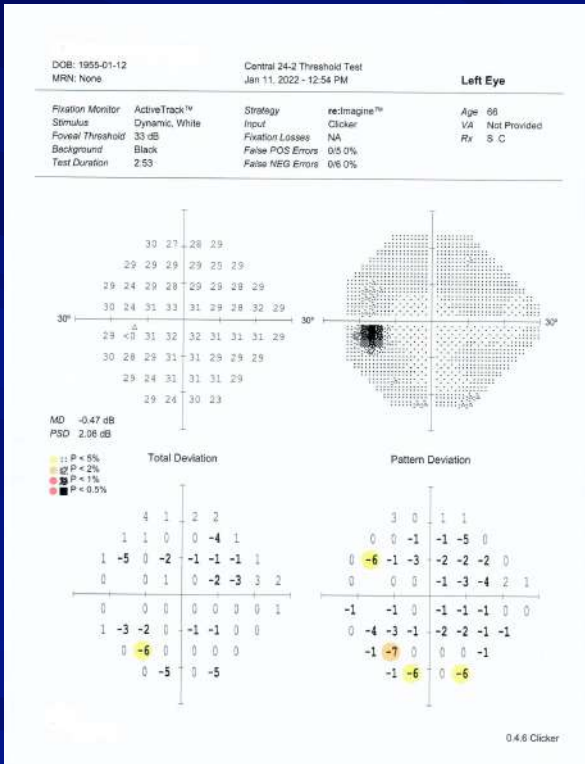 DOB: 1955-01-12
MRN: None
Central 24-2 Threshold Test
Jan 11, 2022 - 12:54 PM
Left Eye
Fixation Monitor ActiveTrack™
Stimulus Dynamic, White
Foveal Threshold 33 dB
Background Black
Test Duration 2:53
Strategy re:Imagine™
Input Clicker
Fixation Losses NA
False POS Errors 0/5 0%
False NEG Errors 0/6 0%
Age 66
VA Not Provided
Rx S C
30 27 28 29
29 29 29 29 25 29
29 24 29 28 29 29 28 29
30 24 31 33 31 29 28 32 29
30° 30°
29 <0 31 32 32 31 31 31 29
30 28 29 31 31 29 29 29
29 24 31 31 31 29
29 24 30 23
30°
MD -0.47 dB
PSD 2.06 dB
:: P < 5%
P < 2%
P < 1%
P < 0.5%
Total Deviation
4 1 2 2
1 1 0 0 -4 1
1 -5 0 -2 -1 -1 -1 1
0 0 1 0 0 -2 -3 3 2
0 0 0 0 0 0 0 1
1 -3 -2 0 -1 -1 0 0
0 -6 0 0 0 0
0 -5 0 -5
Pattern Deviation
3 0 1 1
0 0 -1 -1 -5 0
0 -6 -1 -3 -2 -2 -2 0
0 0 0 -1 -3 -4 2 1
-1 -1 0 -1 -1 -1 0 0
0 -4 -3 -1 -2 -2 -1 -1
-1 -7 0 0 0 -1
-1 -6 0 -6
0.4.6 Clicker